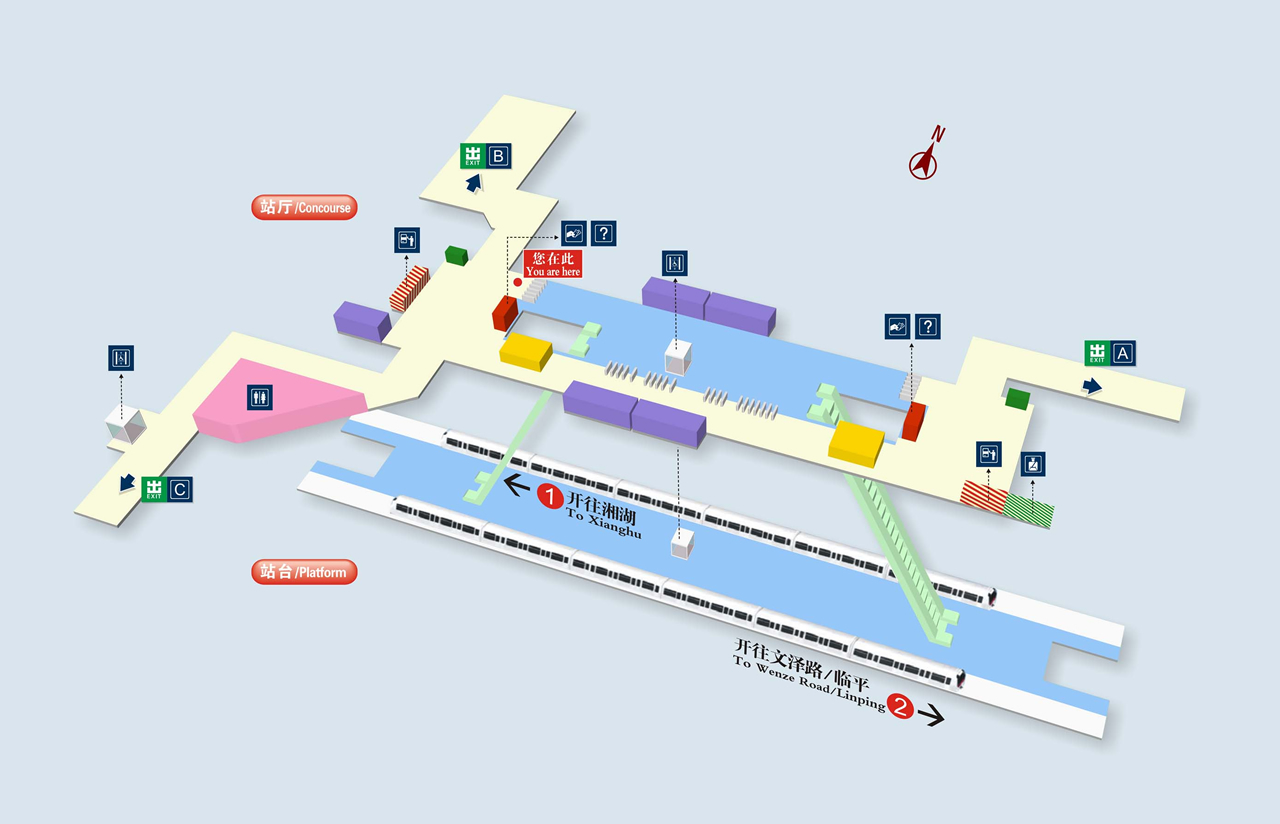 N
出 EXIT B
站厅/Concourse
?
您在此
You are here
?
出 EXIT A
出 EXIT C
1 开往湘湖
To Xianghu
站台/Platform
开往文泽路/临平
To Wenze Road/Linping 2